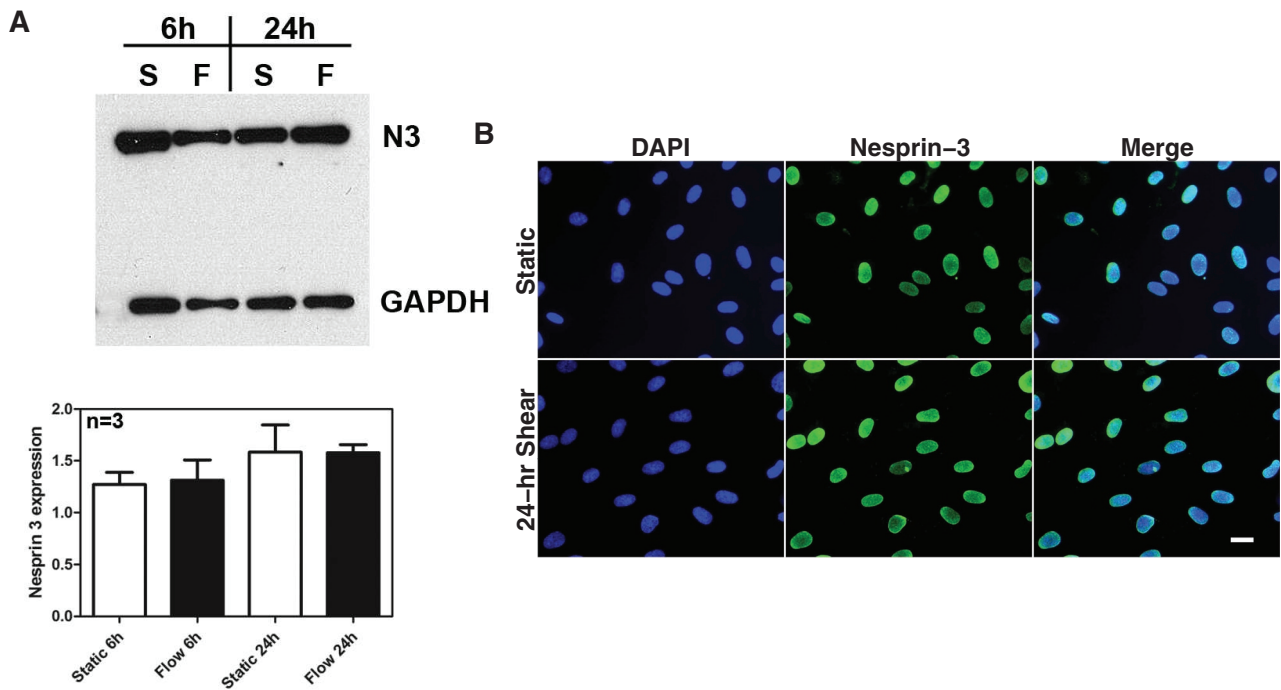 A
6h 24h
S F S F
N3
GAPDH
n=3
2.0
1.5
1.0
0.5
0.0
Nesprin 3 expression
Static 6h
Flow 6h
Static 24h
Flow 24h
B
DAPI Nesprin–3 Merge
Static
24–hr Shear